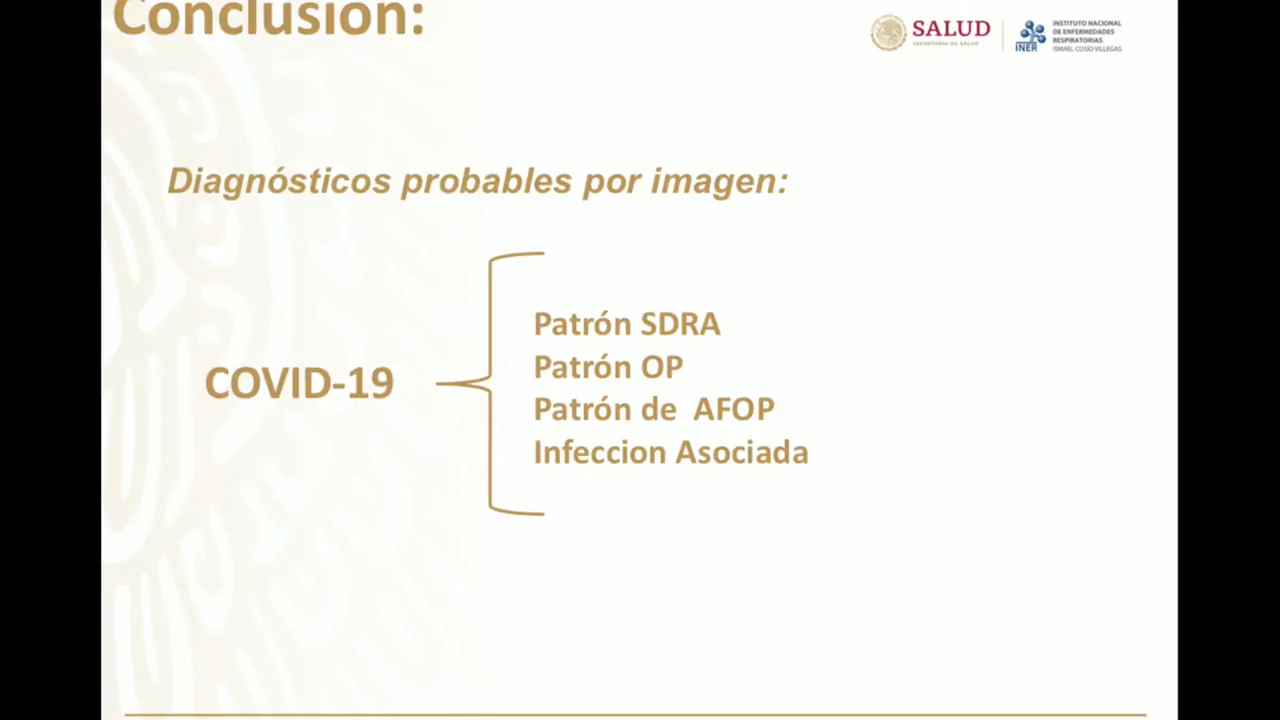 Conclusión:
SALUD
SECRETARÍA DE SALUD
INER
INSTITUTO NACIONAL
DE ENFERMEDADES
RESPIRATORIAS
ISMAEL COSÍO VILLEGAS
Diagnósticos probables por imagen:
COVID-19
Patrón SDRA
Patrón OP
Patrón de  AFOP
Infeccion Asociada